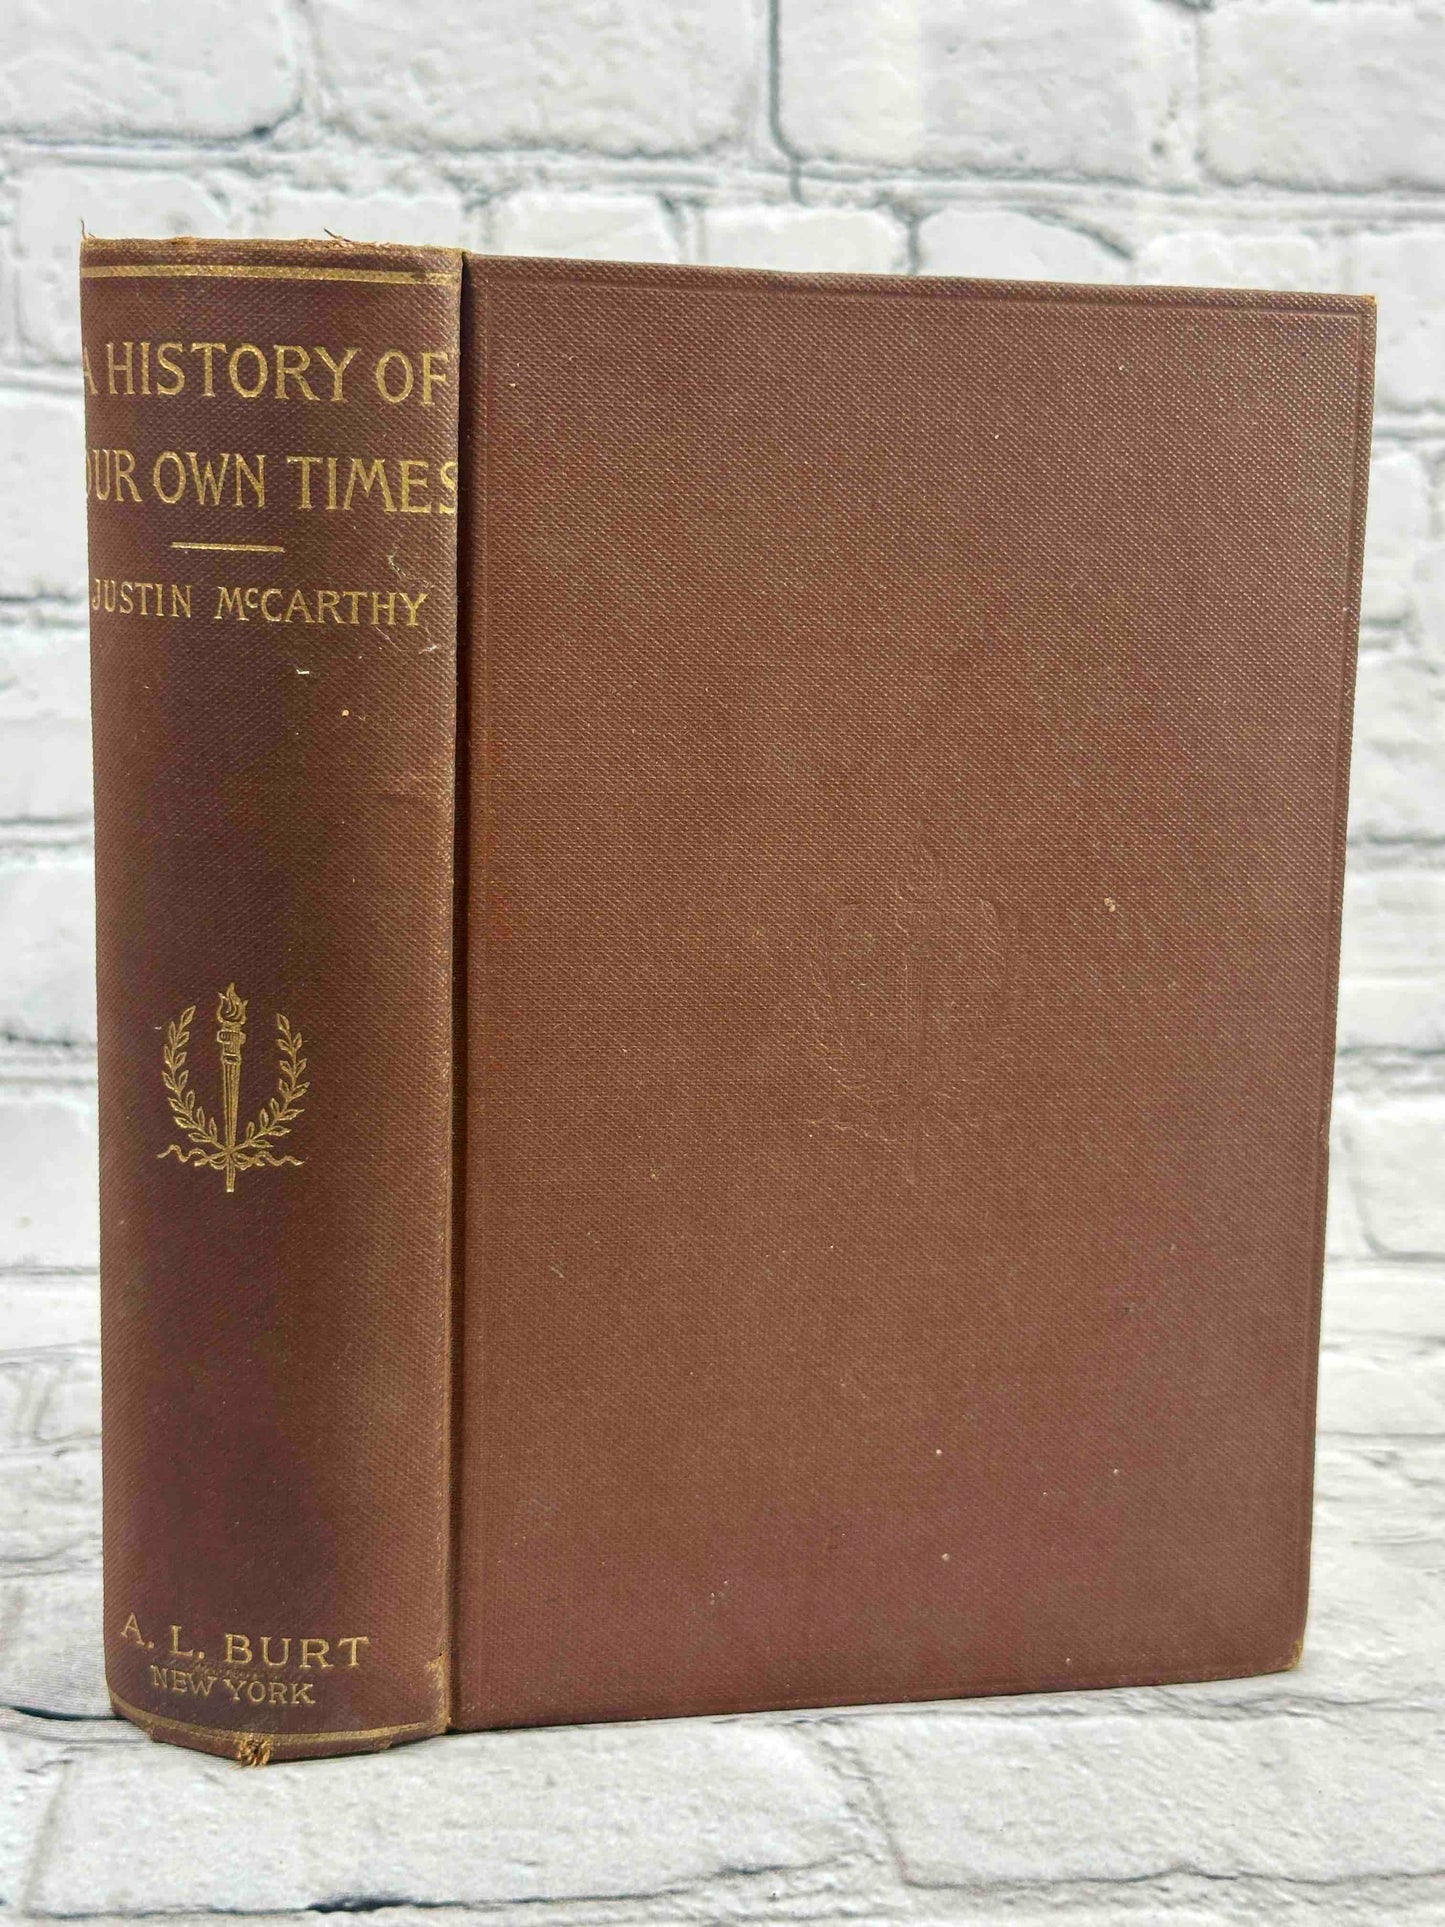 A HISTORY OF
OUR OWN TIMES
JUSTIN McCARTHY
A. L. BURT
NEW YORK